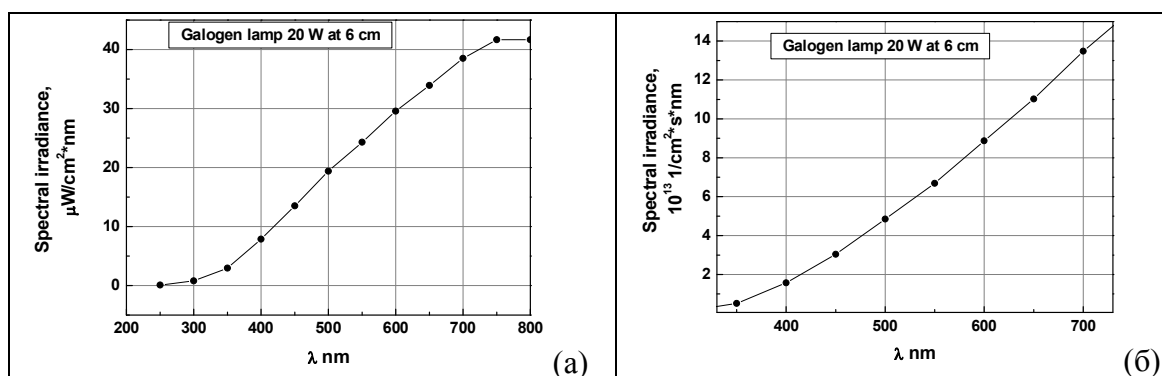 Galogen lamp 20 W at 6 cm
40
30
20
10
0
200 300 400 500 600 700 800
λ nm
Spectral irradiance,
μW/cm²*nm
(a)
Galogen lamp 20 W at 6 cm
14
12
10
8
6
4
2
400 500 600 700
λ nm
Spectral irradiance,
10¹³ 1/cm²*s*nm
(б)